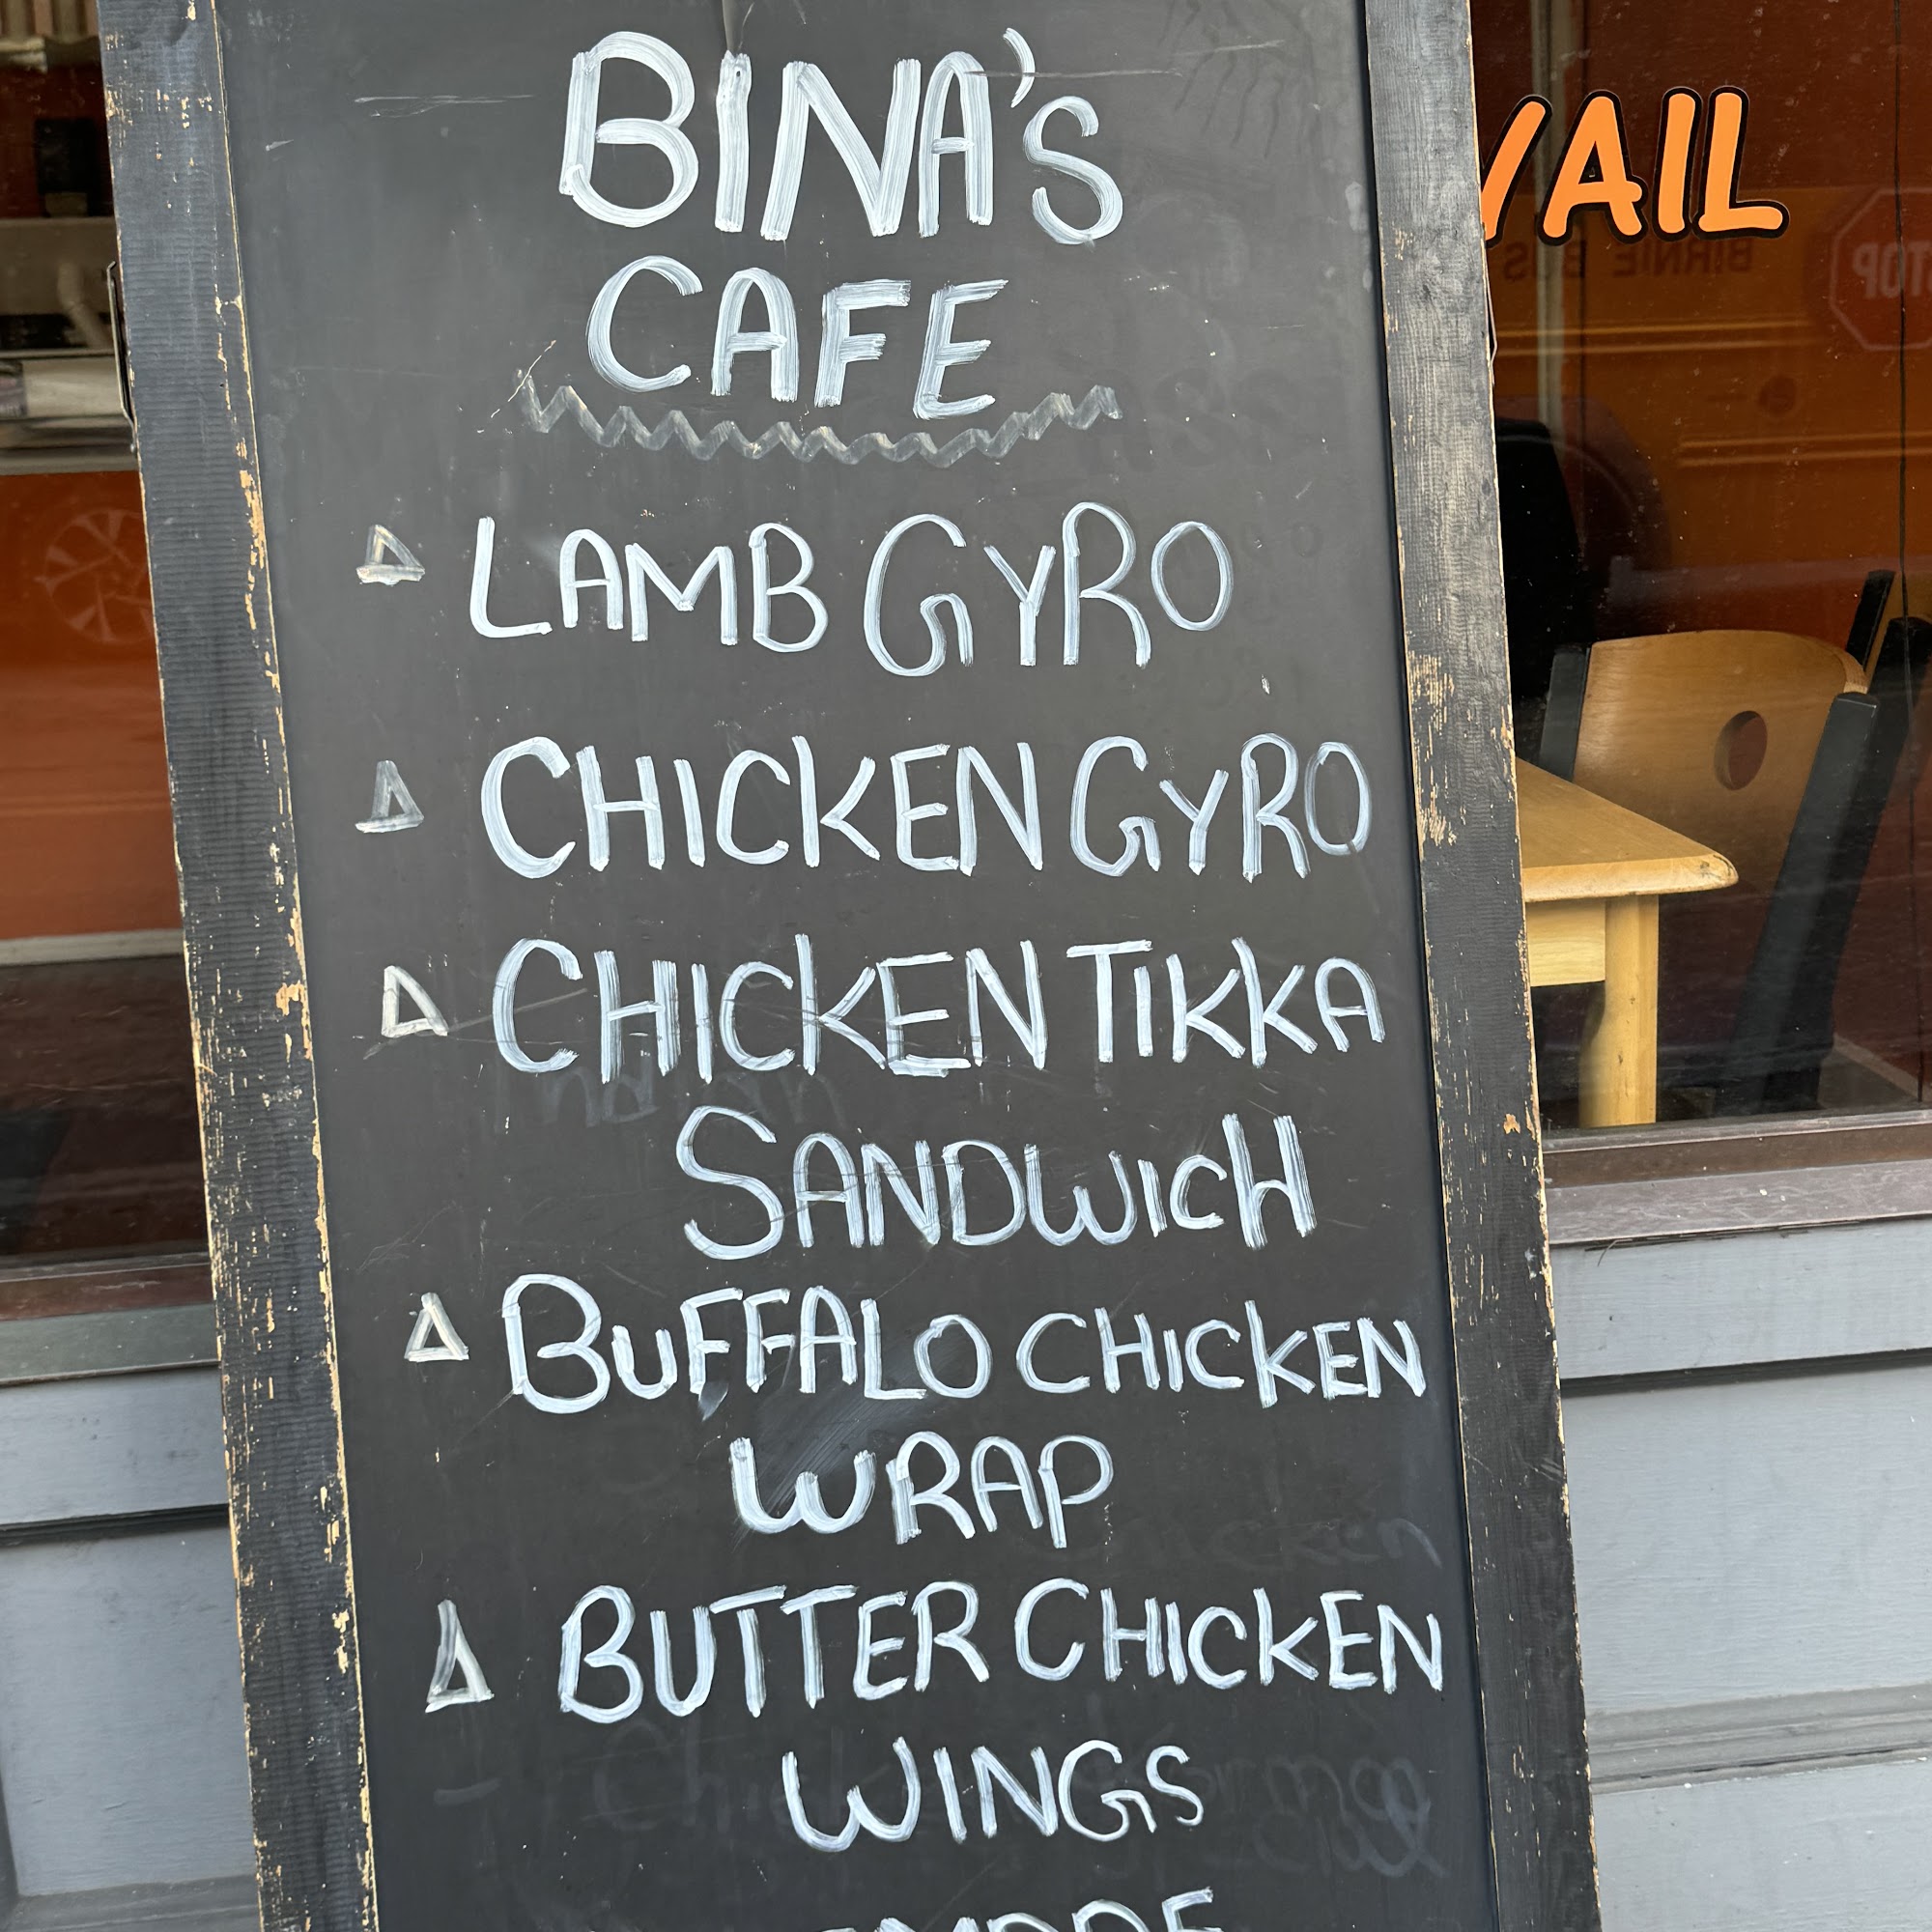 BINA'S
CAFE
LAMB GYRO
CHICKEN GYRO
CHICKEN TIKKA
SANDWICH
BUFFALO CHICKEN
WRAP
BUTTER CHICKEN
WINGS
VAIL
STOP